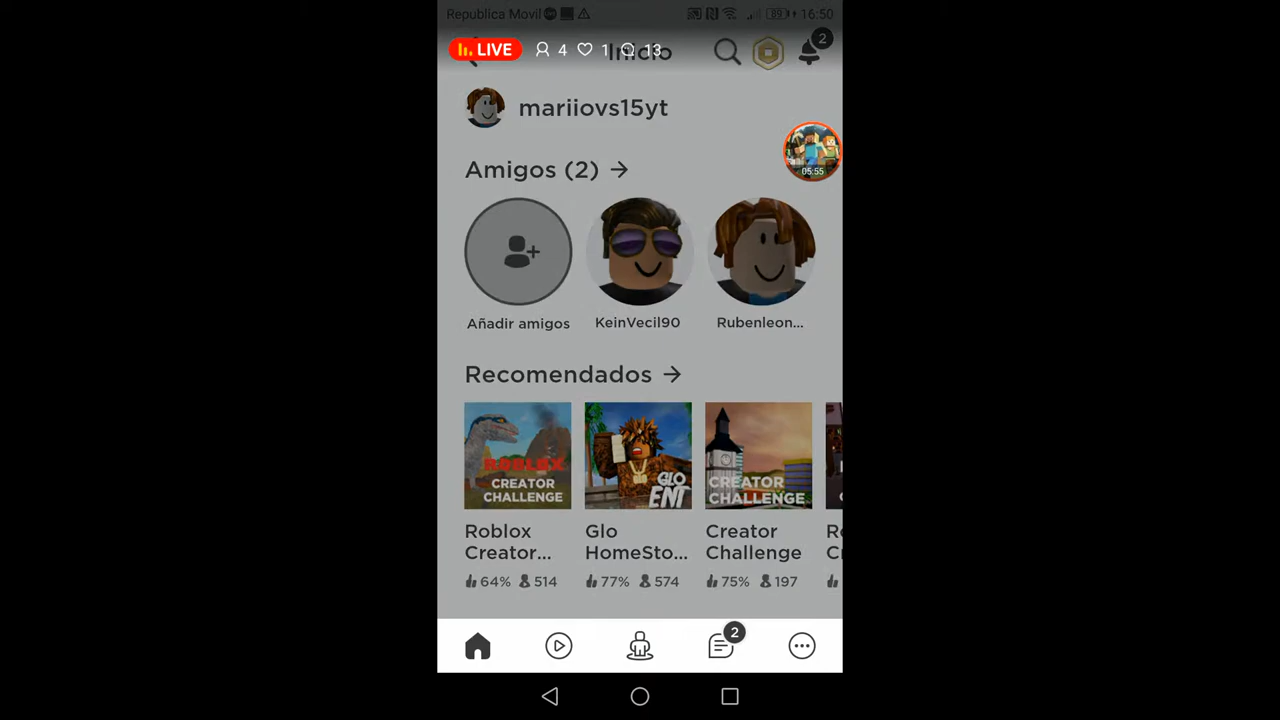 Republica Movil 89 16:50
LIVE 4 1 13 Inicio 2
mariiovs15yt
05:55
Amigos (2) →
Añadir amigos KeinVecil90 Rubenleon...
Recomendados →
ROBLOX CREATOR CHALLENGE
GLO ENT
CREATOR CHALLENGE
Roblox Creator...
Glo HomeSto...
Creator Challenge
64% 514 77% 574 75% 197
2